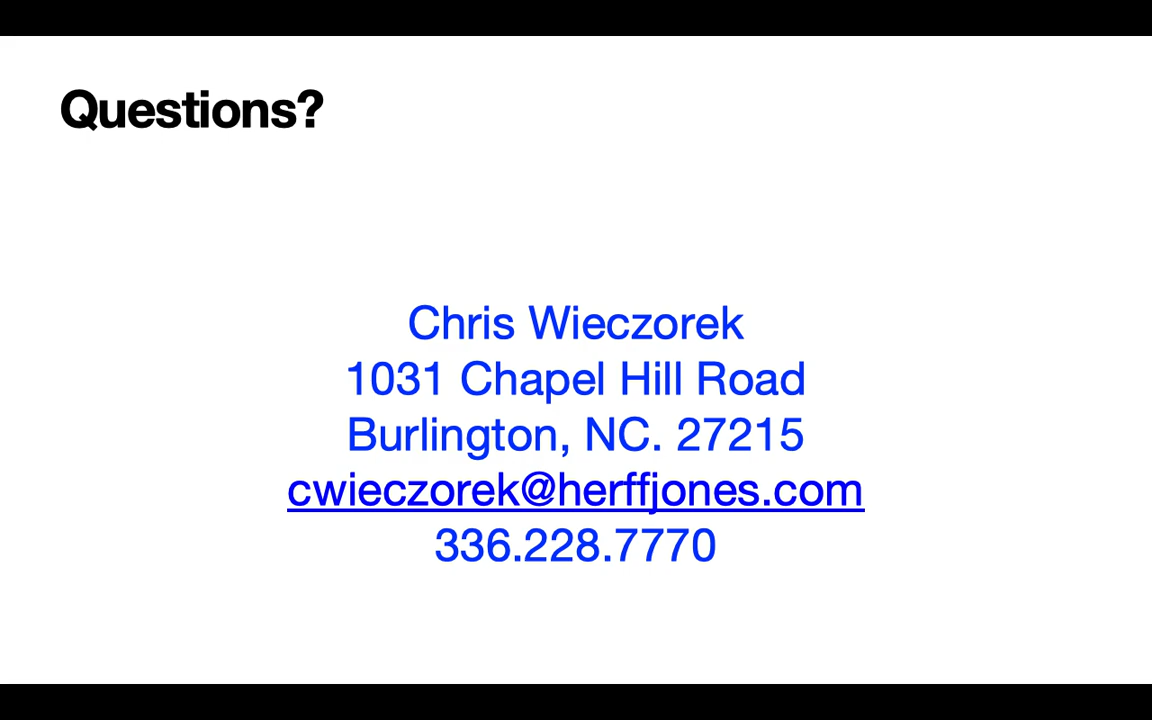 Questions?
Chris Wieczorek
1031 Chapel Hill Road
Burlington, NC. 27215
cwieczorek@herffjones.com
336.228.7770